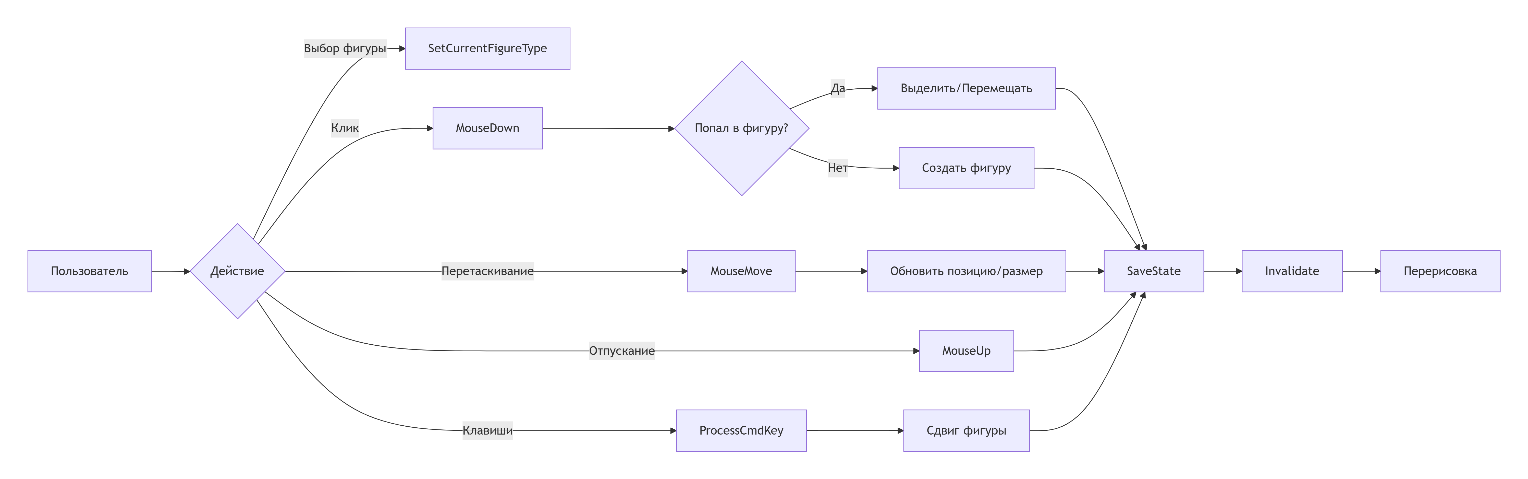 Выбор фигуры
SetCurrentFigureType
Клик
MouseDown
Попал в фигуру?
Да
Выделить/Перемещать
Нет
Создать фигуру
Пользователь
Действие
Перетаскивание
MouseMove
Обновить позицию/размер
SaveState
Invalidate
Перерисовка
Отпускание
MouseUp
Клавиши
ProcessCmdKey
Сдвиг фигуры